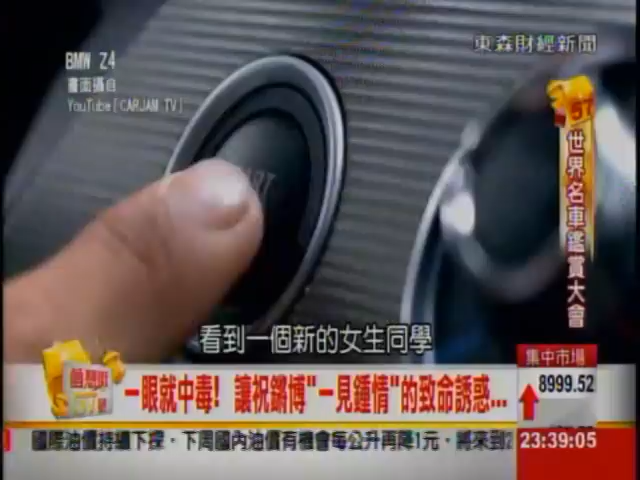 東森財經新聞
BMW Z4
畫面攝自
YouTube[CARJAM TV]
57
世界名車鑑賞大會
看到一個新的女生同學
一眼就中毒! 讓祝鏘博"一見鍾情"的致命誘惑...
集中市場
8999.52
國際油價持續下探，下周國內油價有機會每公升再降1元，將來到2
23:39:05